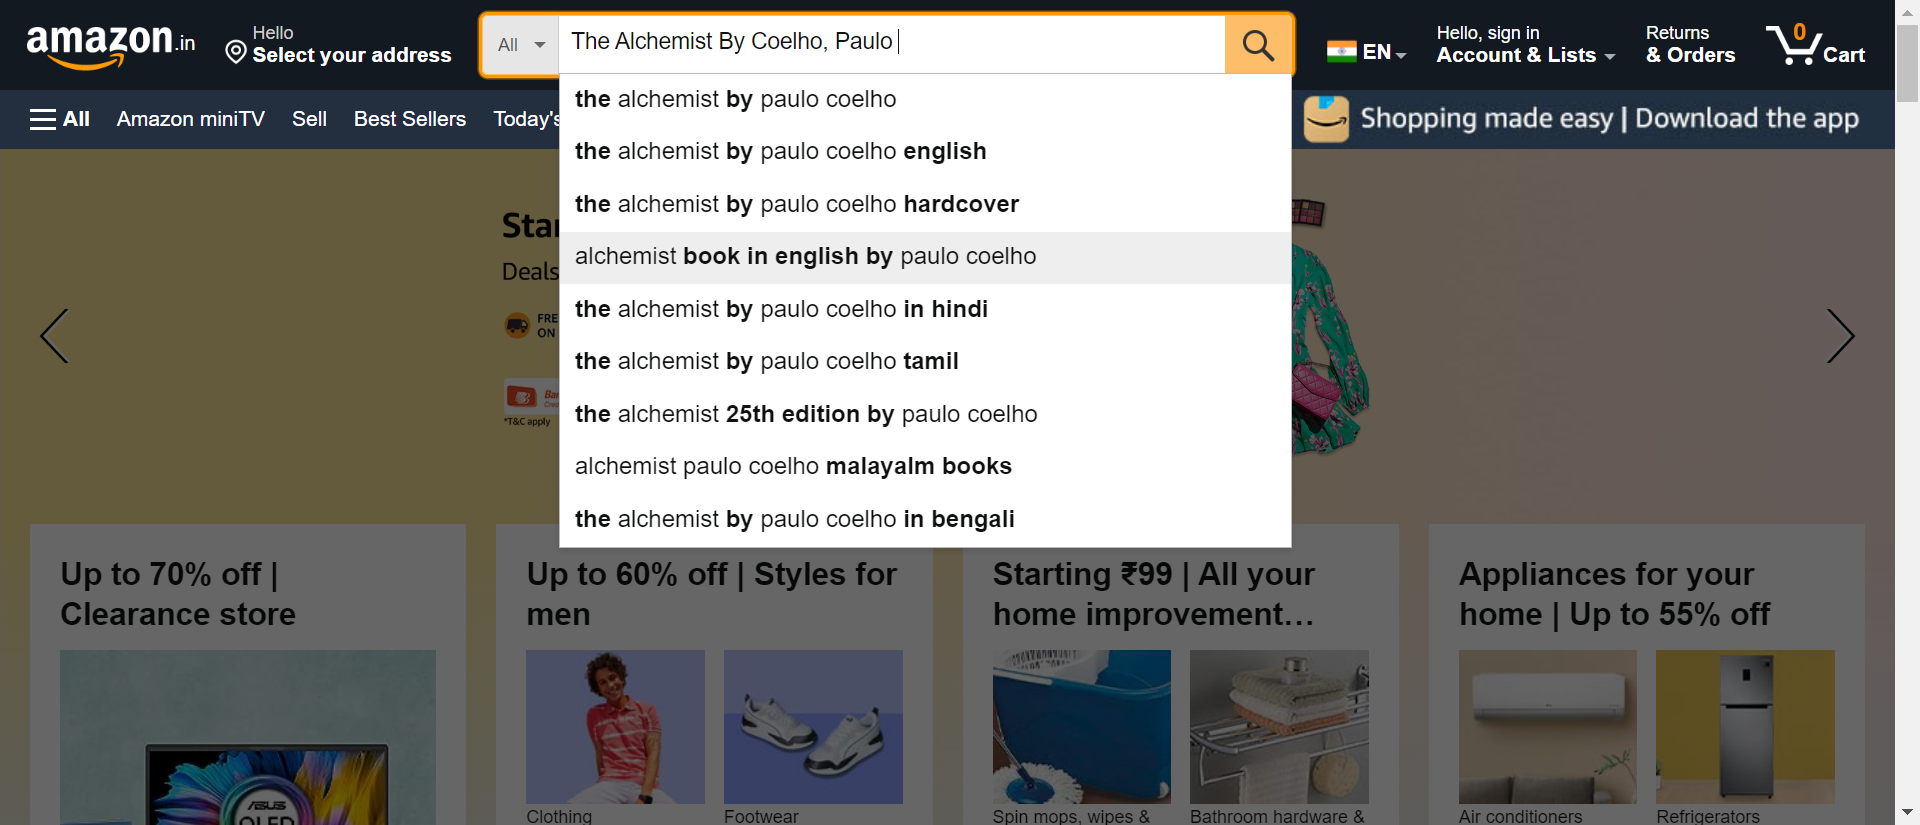 amazon.in
Hello
Select your address
All
The Alchemist By Coelho, Paulo
EN
Hello, sign in
Account & Lists
Returns
& Orders
0
Cart
All
Amazon miniTV
Sell
Best Sellers
Today's
Shopping made easy | Download the app
the alchemist by paulo coelho
the alchemist by paulo coelho english
the alchemist by paulo coelho hardcover
alchemist book in english by paulo coelho
the alchemist by paulo coelho in hindi
the alchemist by paulo coelho tamil
the alchemist 25th edition by paulo coelho
alchemist paulo coelho malayalm books
the alchemist by paulo coelho in bengali
Star
Deals
FRE
ON
Ban
*T&C apply
Up to 70% off |
Clearance store
Up to 60% off | Styles for
men
Starting ₹99 | All your
home improvement…
Appliances for your
home | Up to 55% off
ASUS
OLED
Clothing
Footwear
Spin mops, wipes &
Bathroom hardware &
Air conditioners
Refrigerators